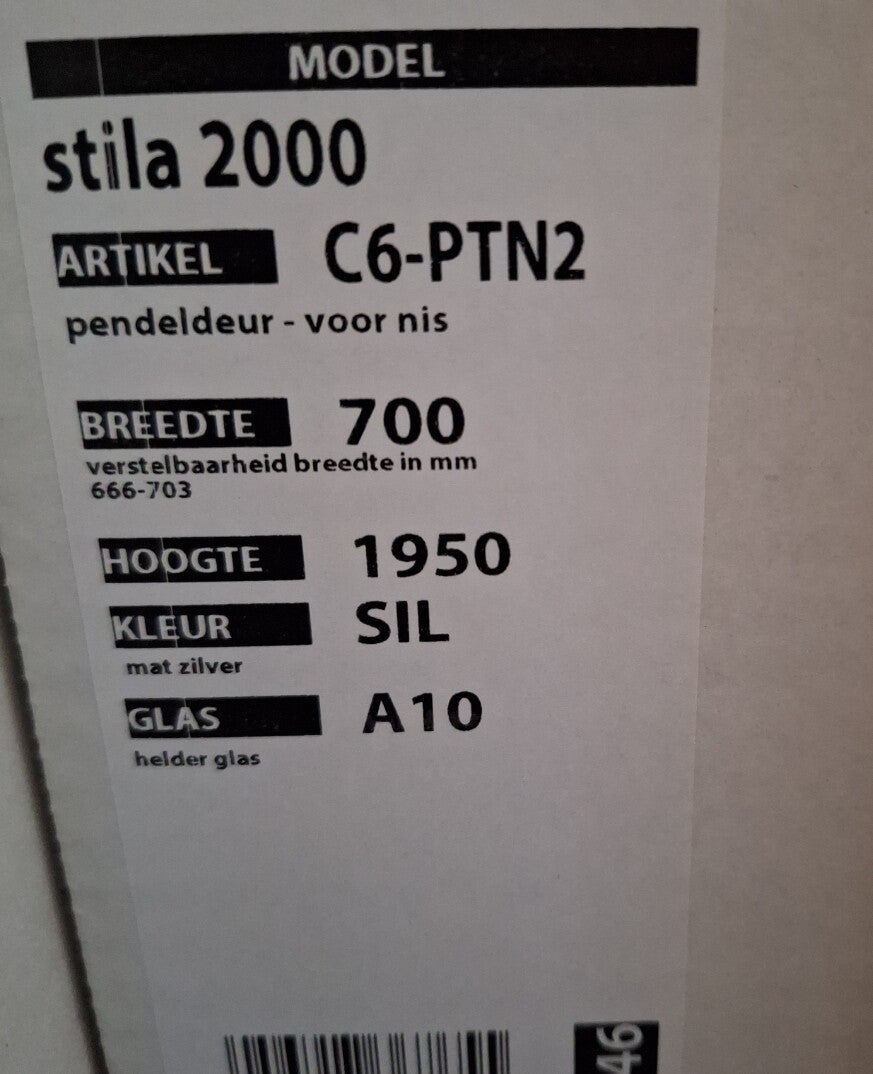 MODEL
stila 2000
ARTIKEL C6-PTN2
pendeldeur - voor nis
BREEDTE 700
verstelbaarheid breedte in mm
666-703
HOOGTE 1950
KLEUR SIL
mat zilver
GLAS A10
helder glas
46